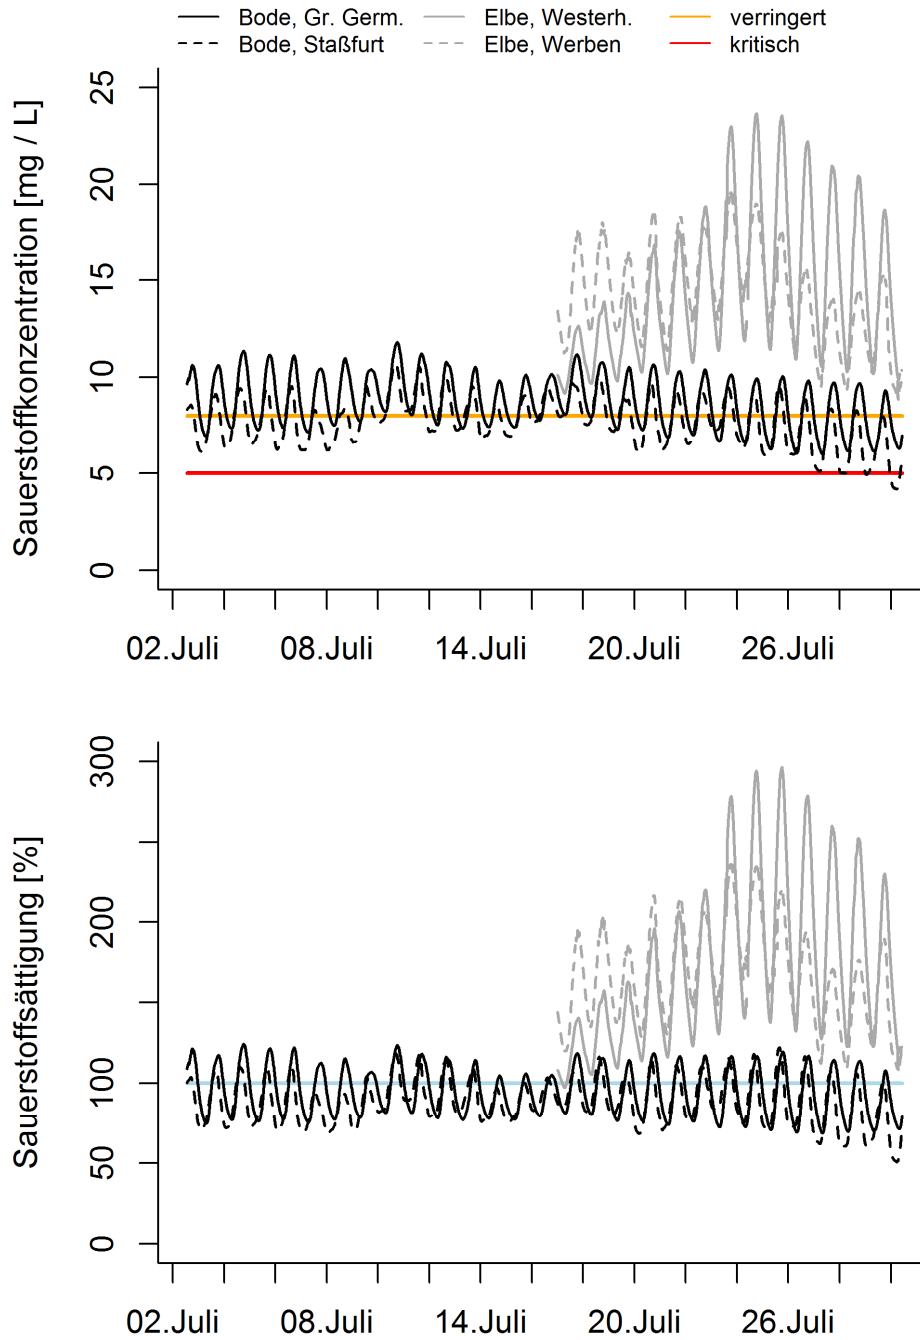 Bode, Gr. Germ. Elbe, Westerh. verringert
Bode, Staßfurt Elbe, Werben kritisch
Sauerstoffkonzentration [mg / L]
25
20
15
10
5
0
02.Juli 08.Juli 14.Juli 20.Juli 26.Juli
Sauerstoffsättigung [%]
300
200
100
50
0
02.Juli 08.Juli 14.Juli 20.Juli 26.Juli